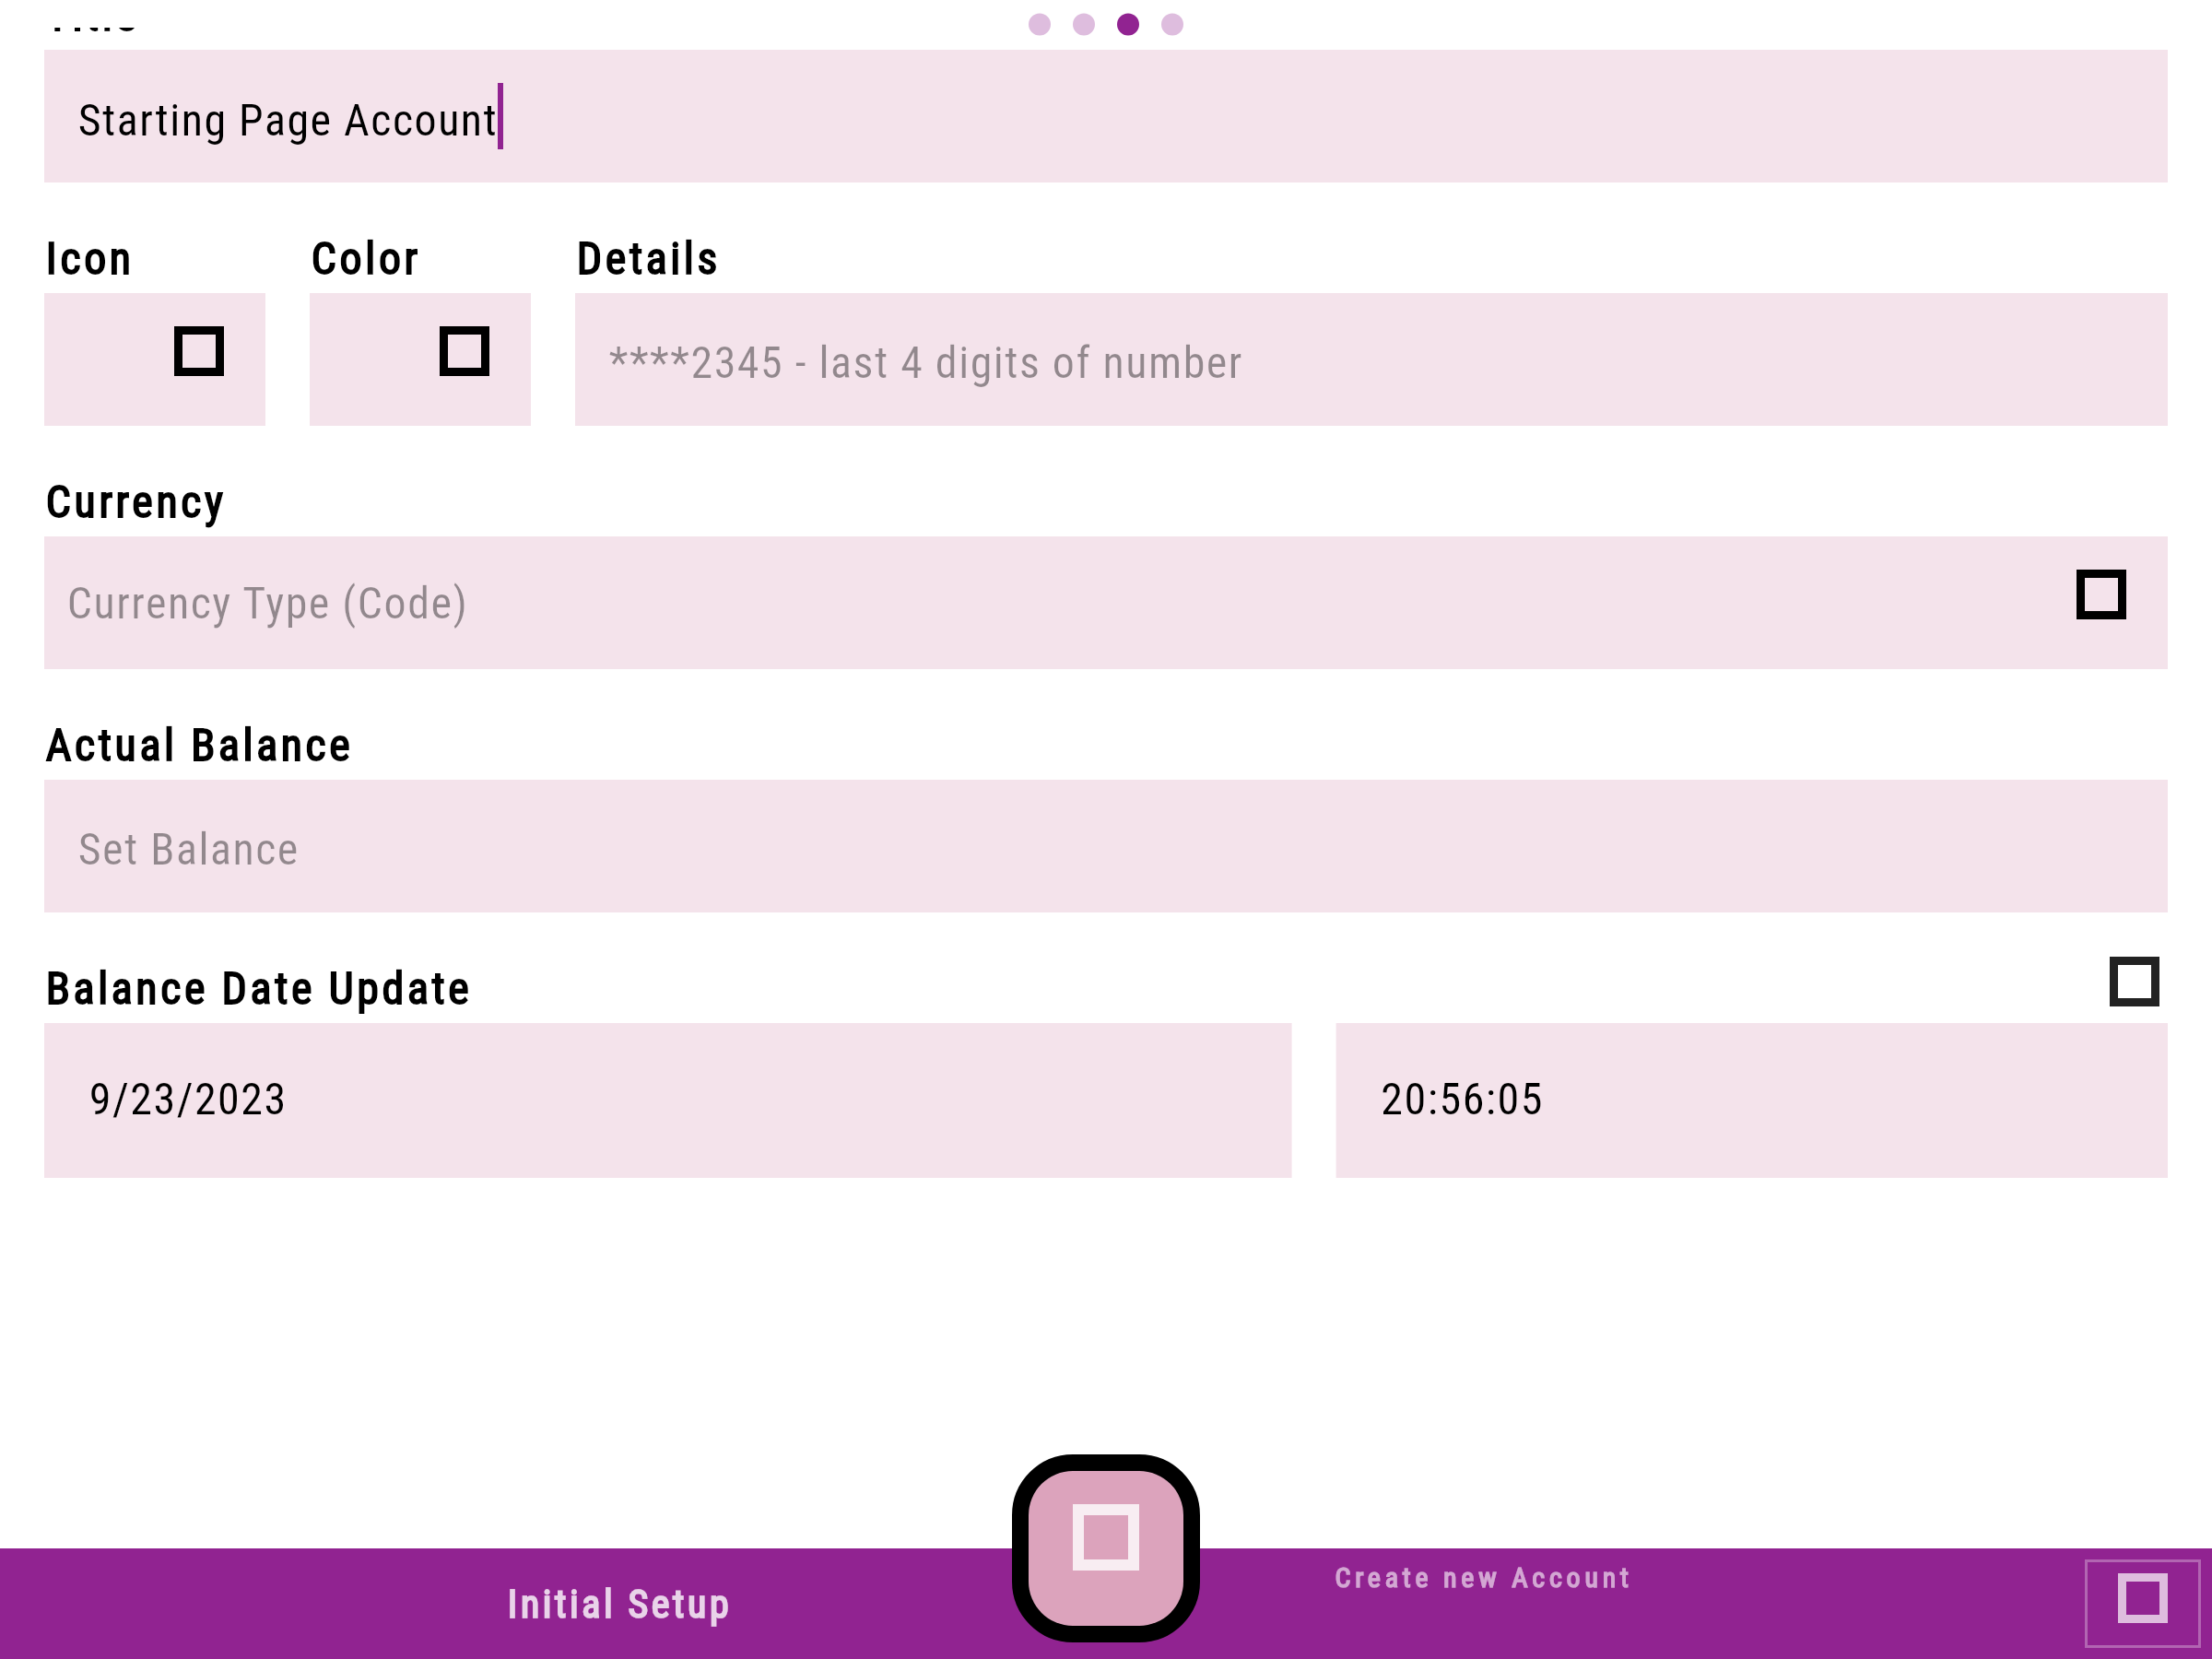 Starting Page Account
Icon Color Details
****2345 - last 4 digits of number
Currency
Currency Type (Code)
Actual Balance
Set Balance
Balance Date Update
9/23/2023 20:56:05
Initial Setup
Create new Account